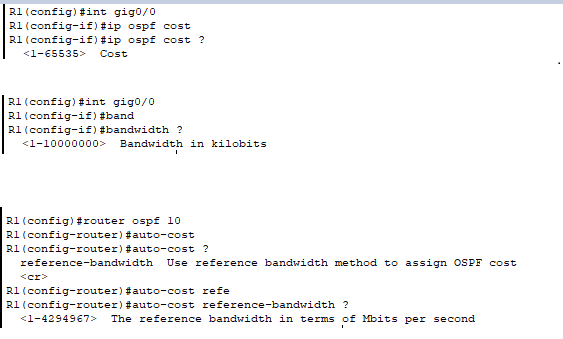 R1(config)#int gig0/0
R1(config-if)#ip ospf cost
R1(config-if)#ip ospf cost ?
<1-65535> Cost
R1(config)#int gig0/0
R1(config-if)#band
R1(config-if)#bandwidth ?
<1-10000000> Bandwidth in kilobits
R1(config)#router ospf 10
R1(config-router)#auto-cost
R1(config-router)#auto-cost ?
reference-bandwidth Use reference bandwidth method to assign OSPF cost
<cr>
R1(config-router)#auto-cost refe
R1(config-router)#auto-cost reference-bandwidth ?
<1-4294967> The reference bandwidth in terms of Mbits per second